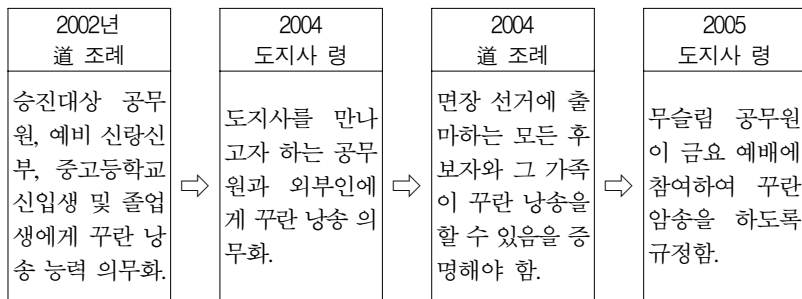 2002년
道 조례
승진대상 공무
원, 예비 신랑신
부, 중고등학교
신입생 및 졸업
생에게 꾸란 낭
송 능력 의무화.
⇨
2004
도지사 령
도지사를 만나
고자 하는 공무
원과 외부인에
게 꾸란 낭송 의
무화.
⇨
2004
道 조례
면장 선거에 출
마하는 모든 후
보자와 그 가족
이 꾸란 낭송을
할 수 있음을 증
명해야 함.
⇨
2005
도지사 령
무슬림 공무원
이 금요 예배에
참여하여 꾸란
암송을 하도록
규정함.